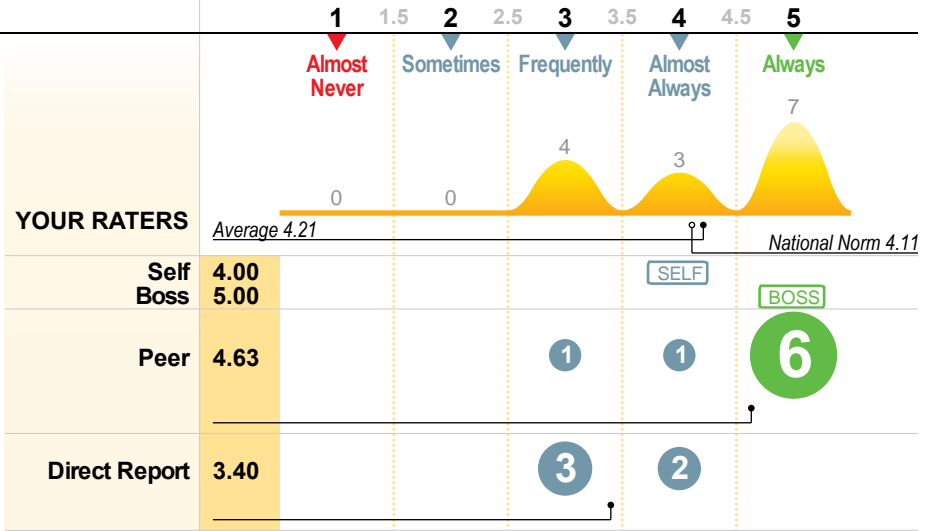 1 1.5 2 2.5 3 3.5 4 4.5 5
Almost Never Sometimes Frequently Almost Always Always
0 0 4 3 7
YOUR RATERS
Average 4.21
National Norm 4.11
Self 4.00 SELF
Boss 5.00 BOSS
Peer 4.63 1 1 6
Direct Report 3.40 3 2